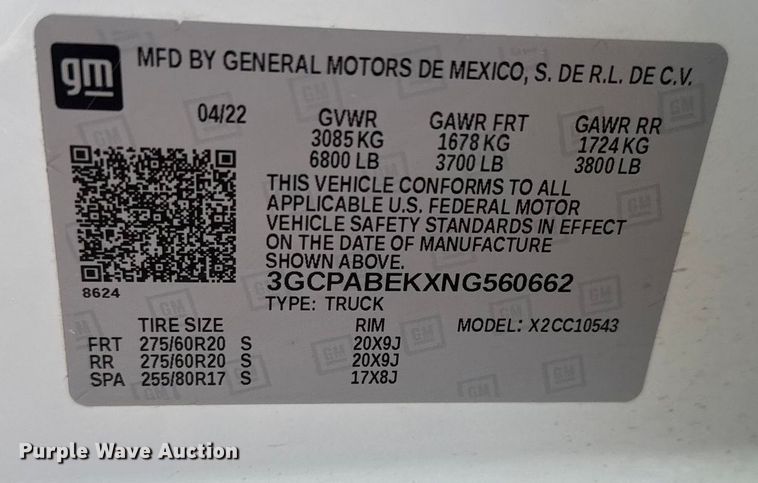 gm MFD BY GENERAL MOTORS DE MEXICO, S. DE R.L. DE C.V.
04/22 GVWR GAWR FRT GAWR RR
3085 KG 1678 KG 1724 KG
6800 LB 3700 LB 3800 LB
THIS VEHICLE CONFORMS TO ALL
APPLICABLE U.S. FEDERAL MOTOR
VEHICLE SAFETY STANDARDS IN EFFECT
ON THE DATE OF MANUFACTURE
SHOWN ABOVE.
8624 3GCPABEKXNG560662
TYPE: TRUCK
TIRE SIZE RIM MODEL: X2CC10543
FRT 275/60R20 S 20X9J
RR 275/60R20 S 20X9J
SPA 255/80R17 S 17X8J
Purple Wave Auction